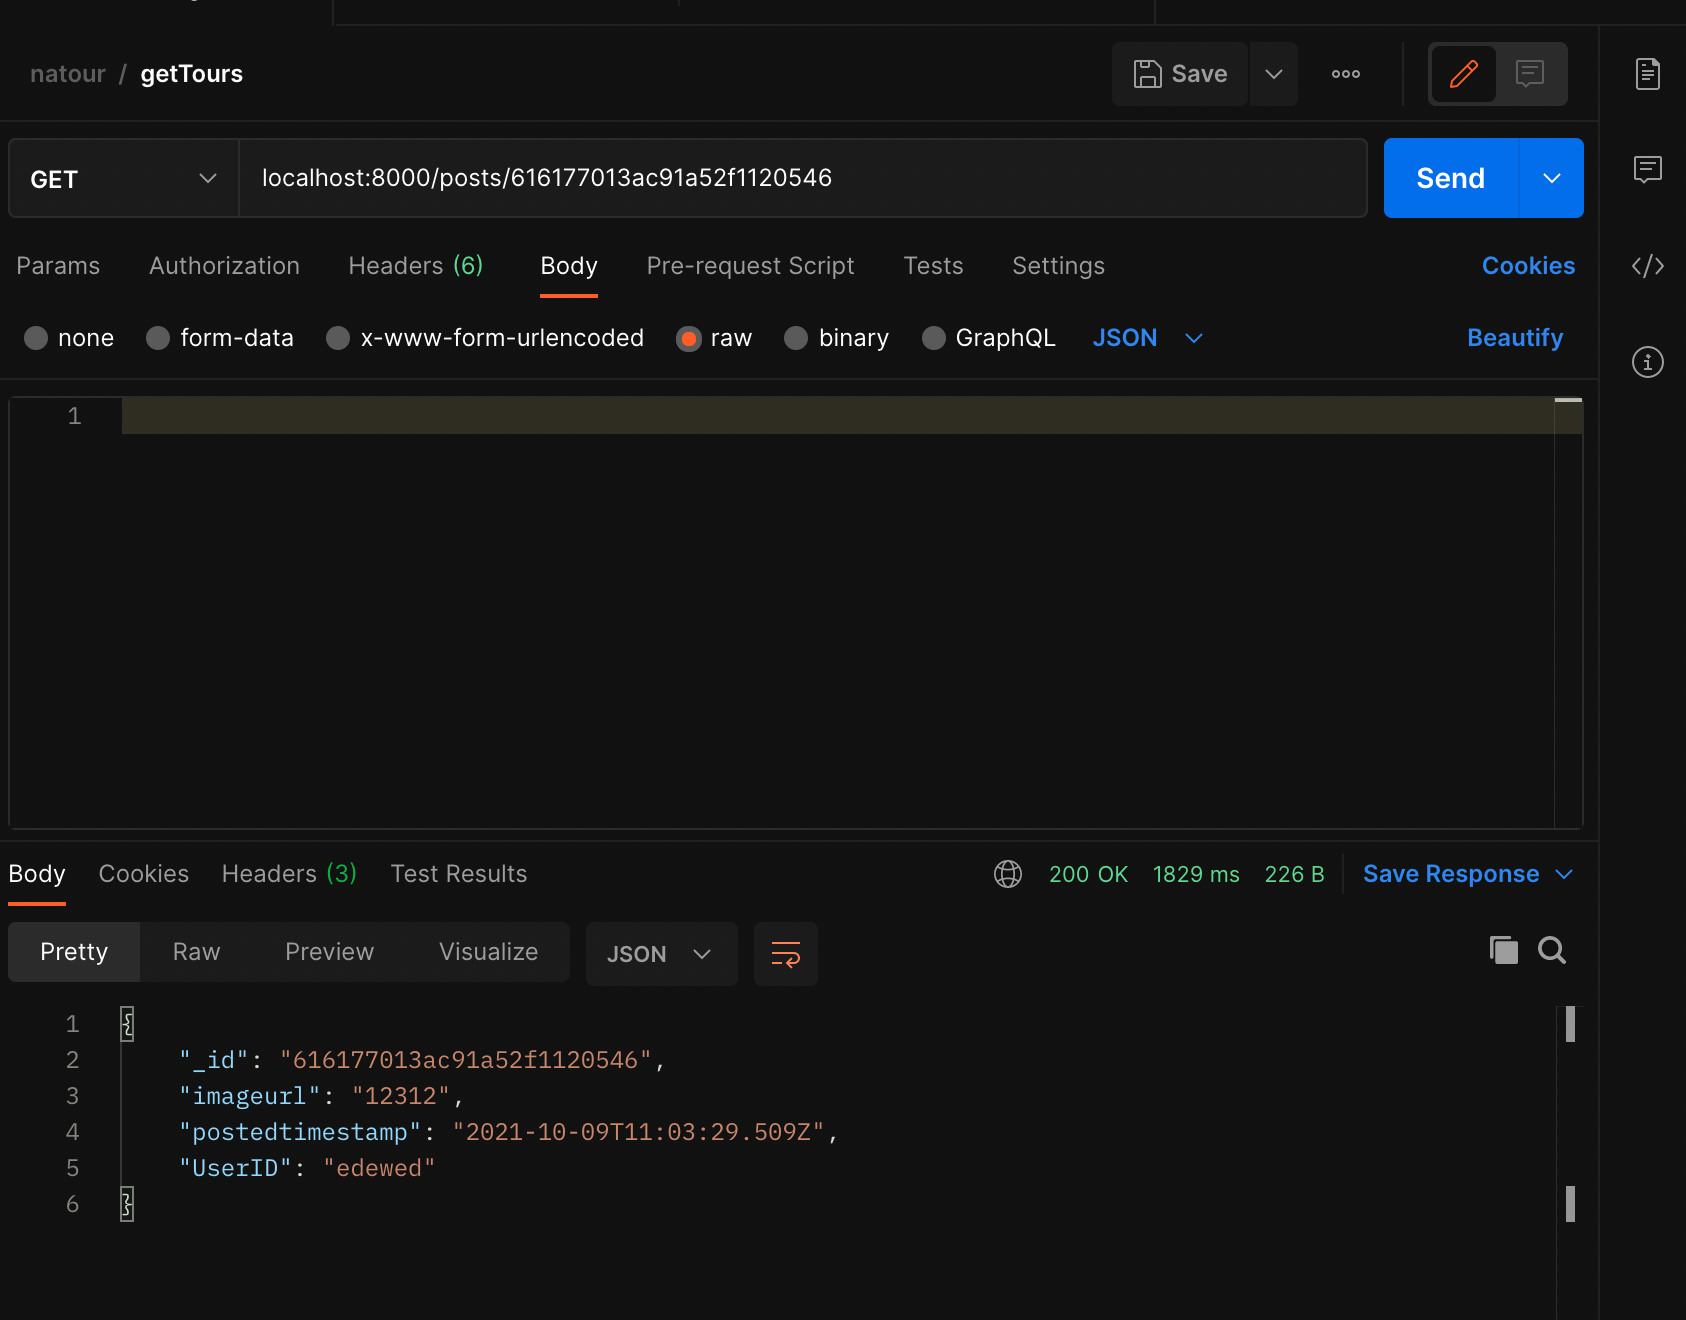 natour / getTours
Save
GET
localhost:8000/posts/616177013ac91a52f1120546
Send
Params Authorization Headers (6) Body Pre-request Script Tests Settings Cookies
none form-data x-www-form-urlencoded raw binary GraphQL JSON Beautify
1
Body Cookies Headers (3) Test Results 200 OK 1829 ms 226 B Save Response
Pretty Raw Preview Visualize JSON
1 {
2 "_id": "616177013ac91a52f1120546",
3 "imageurl": "12312",
4 "postedtimestamp": "2021-10-09T11:03:29.509Z",
5 "UserID": "edewed"
6 }